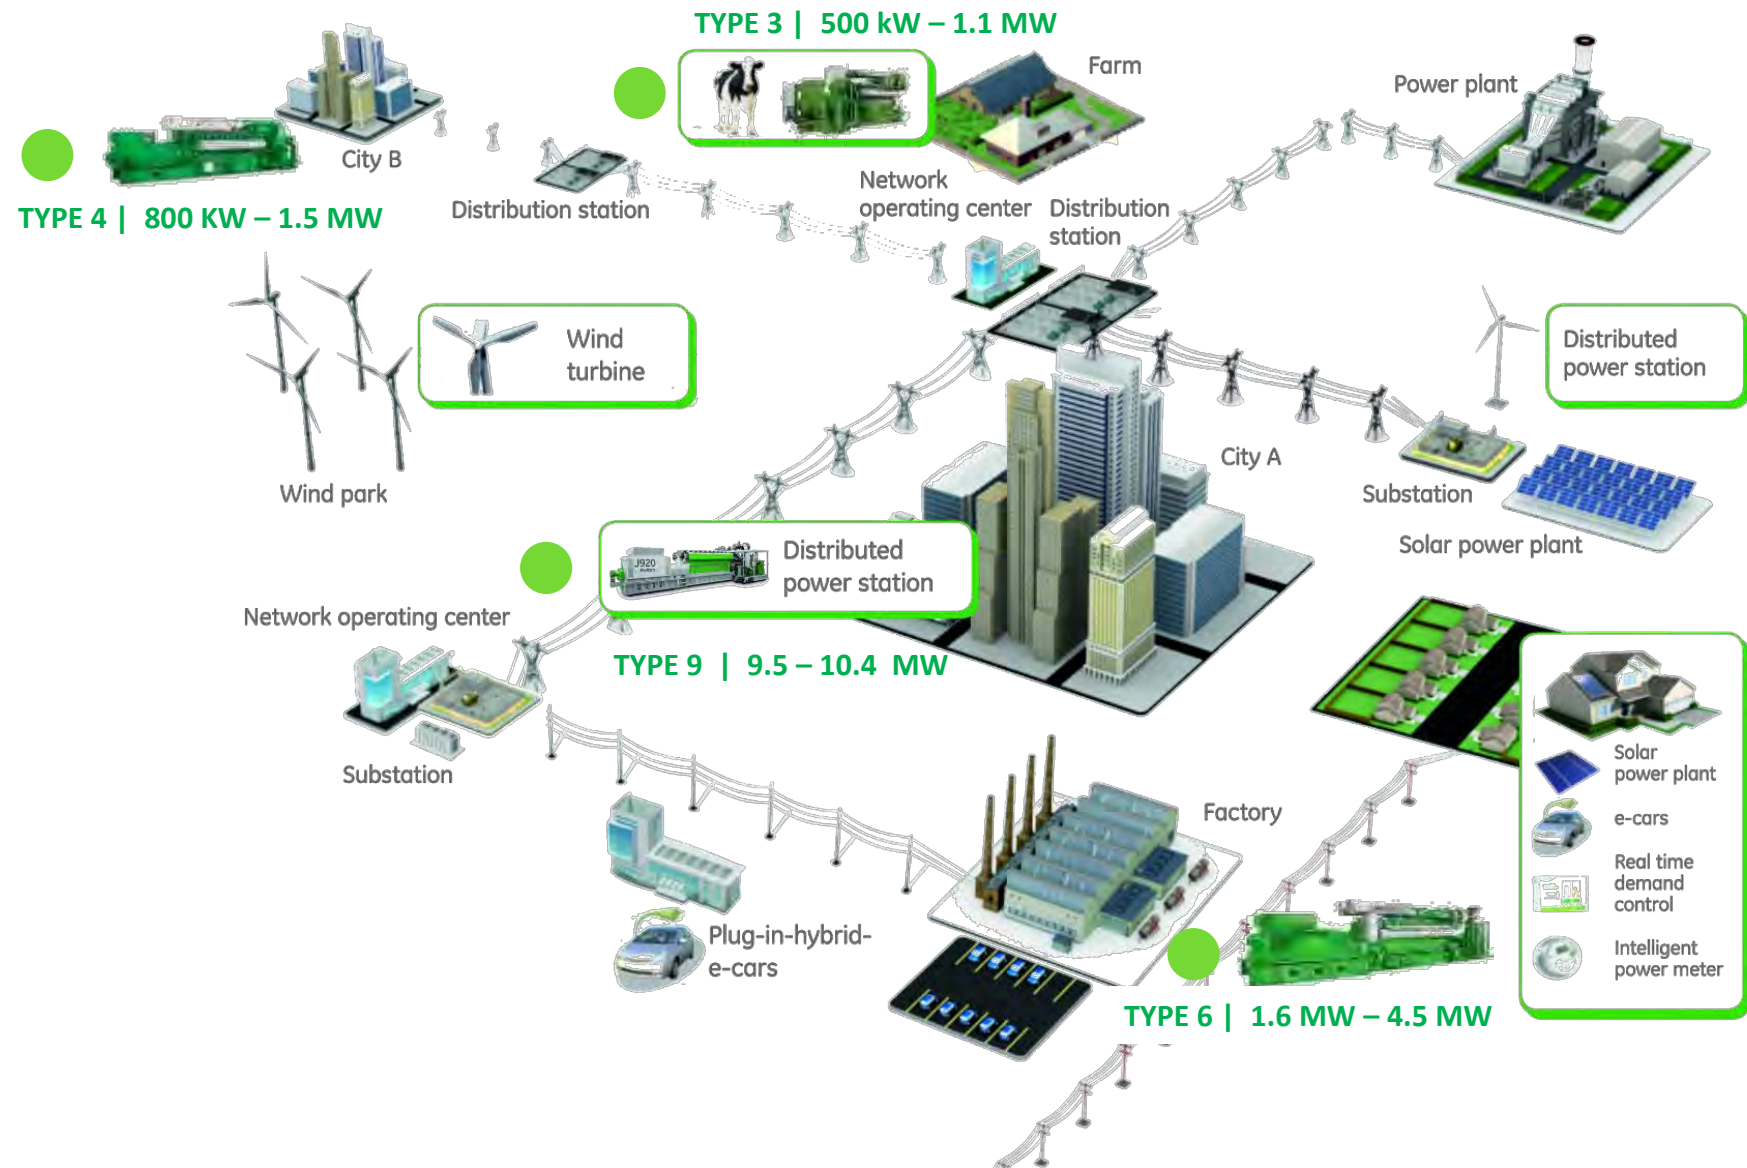 TYPE 3 | 500 kW – 1.1 MW
Farm
Power plant
City B
TYPE 4 | 800 KW – 1.5 MW
Distribution station
Network
operating center
Distribution
station
Wind
turbine
Wind park
Distributed
power station
City A
Substation
Solar power plant
J920
Distributed
power station
TYPE 9 | 9.5 – 10.4 MW
Network operating center
Substation
Factory
Plug-in-hybrid-
e-cars
TYPE 6 | 1.6 MW – 4.5 MW
Solar
power plant
e-cars
Real time
demand
control
Intelligent
power meter